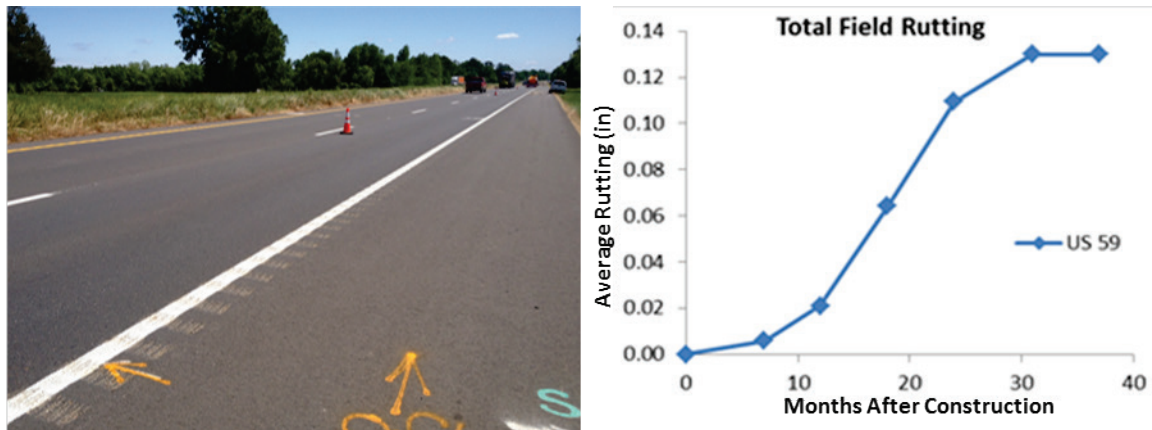 Total Field Rutting
Average Rutting (in)
0.14
0.12
0.10
0.08
0.06
0.04
0.02
0.00
0
10
20
30
40
Months After Construction
US 59
S